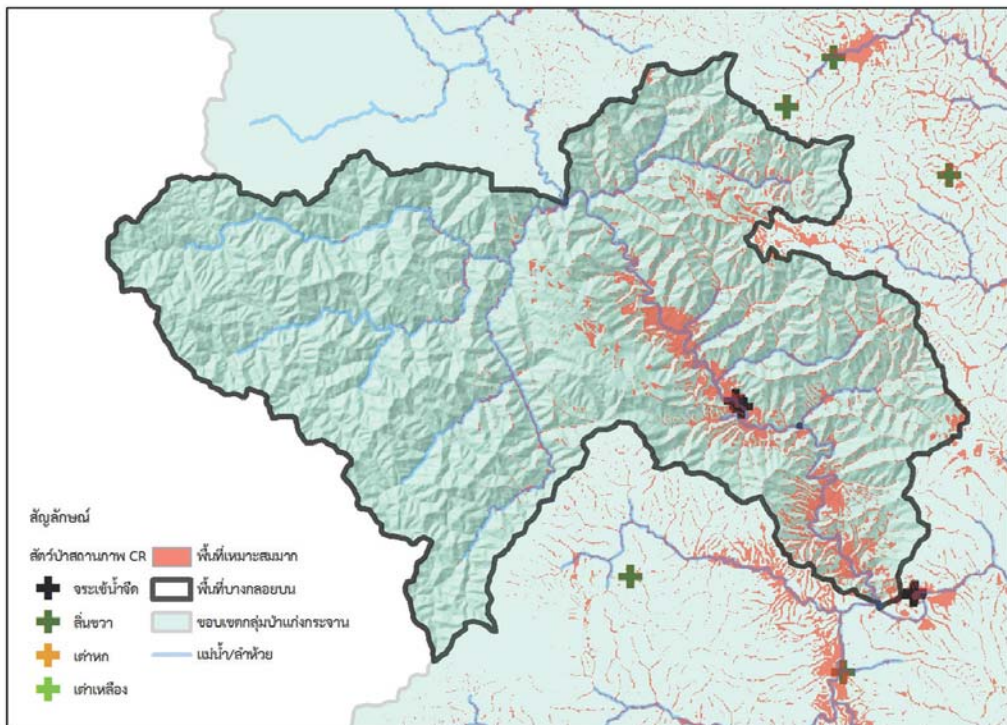 สัญลักษณ์
สัตว์ป่าสถานภาพ CR
จระเข้น้ำจืด
ลิ่นชวา
เต่าหก
เต่าเหลือง
พื้นที่เหมาะสมมาก
พื้นที่บางกลอยบน
ขอบเขตกลุ่มป่าแก่งกระจาน
แม่น้ำ/ลำห้วย